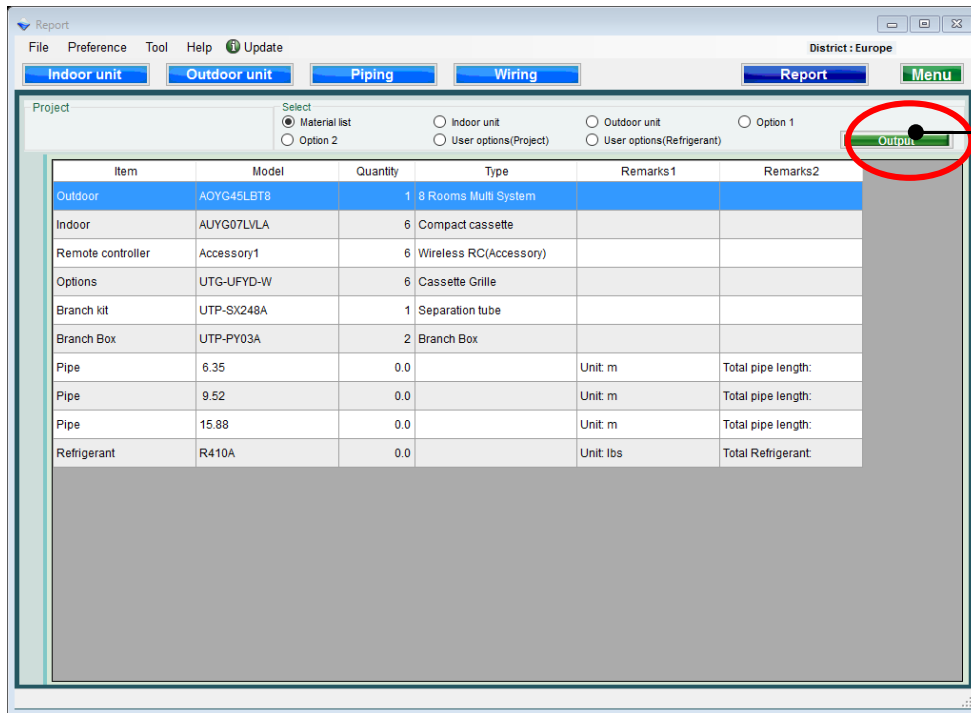 Report
File Preference Tool Help Update District : Europe
Indoor unit Outdoor unit Piping Wiring Report Menu
Project Select
Material list Indoor unit Outdoor unit Option 1
Option 2 User options(Project) User options(Refrigerant) Output
Item Model Quantity Type Remarks1 Remarks2
Outdoor AOYG45LBT8 1 8 Rooms Multi System
Indoor AUYG07LVLA 6 Compact cassette
Remote controller Accessory1 6 Wireless RC(Accessory)
Options UTG-UFYD-W 6 Cassette Grille
Branch kit UTP-SX248A 1 Separation tube
Branch Box UTP-PY03A 2 Branch Box
Pipe 6.35 0.0 Unit: m Total pipe length:
Pipe 9.52 0.0 Unit: m Total pipe length:
Pipe 15.88 0.0 Unit: m Total pipe length:
Refrigerant R410A 0.0 Unit: lbs Total Refrigerant: